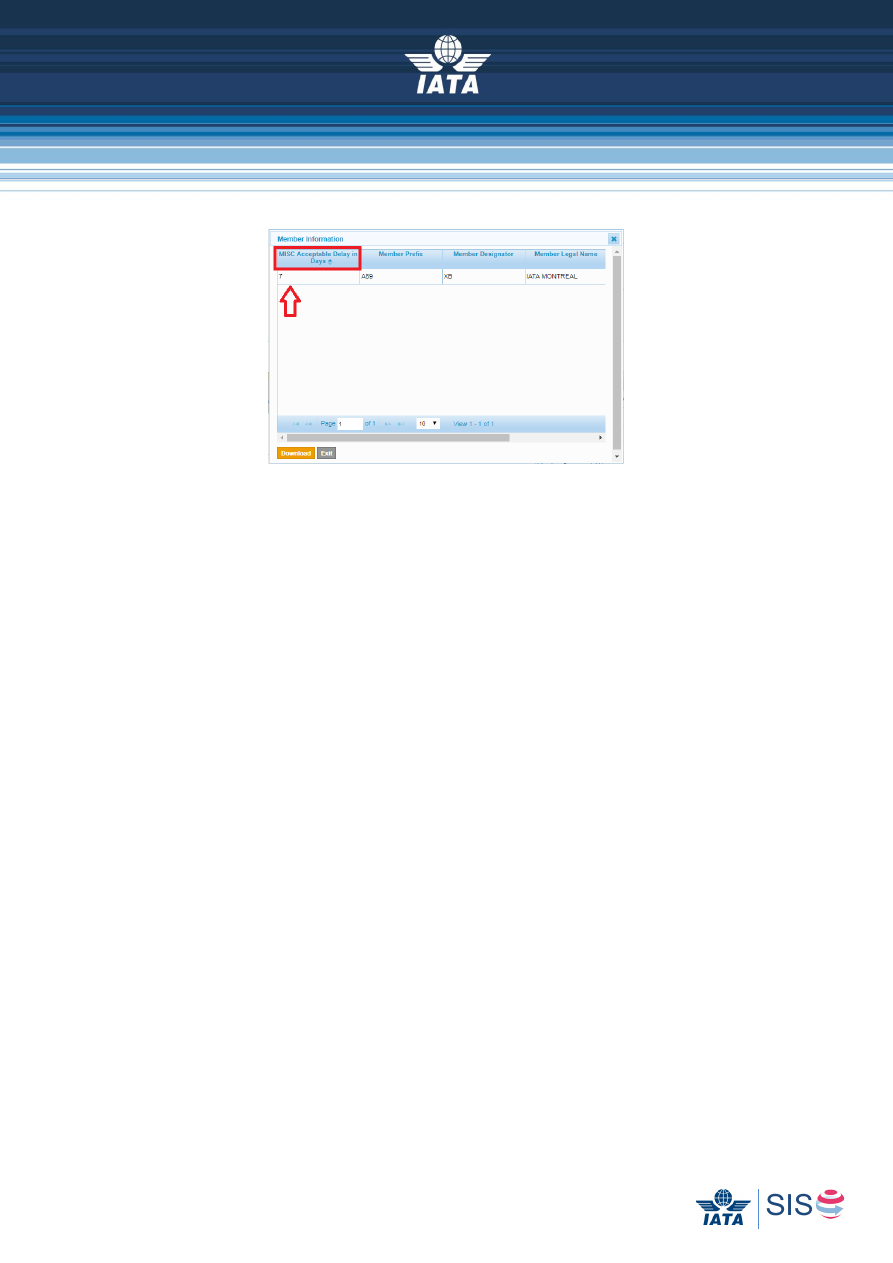 IATA
Member Information
MISC Acceptable Delay in Days
Member Prefix
Member Designator
Member Legal Name
7
A89
XB
IATA MONTREAL
Page 1 of 1
10
View 1 - 1 of 1
Download
Exit
IATA
SIS